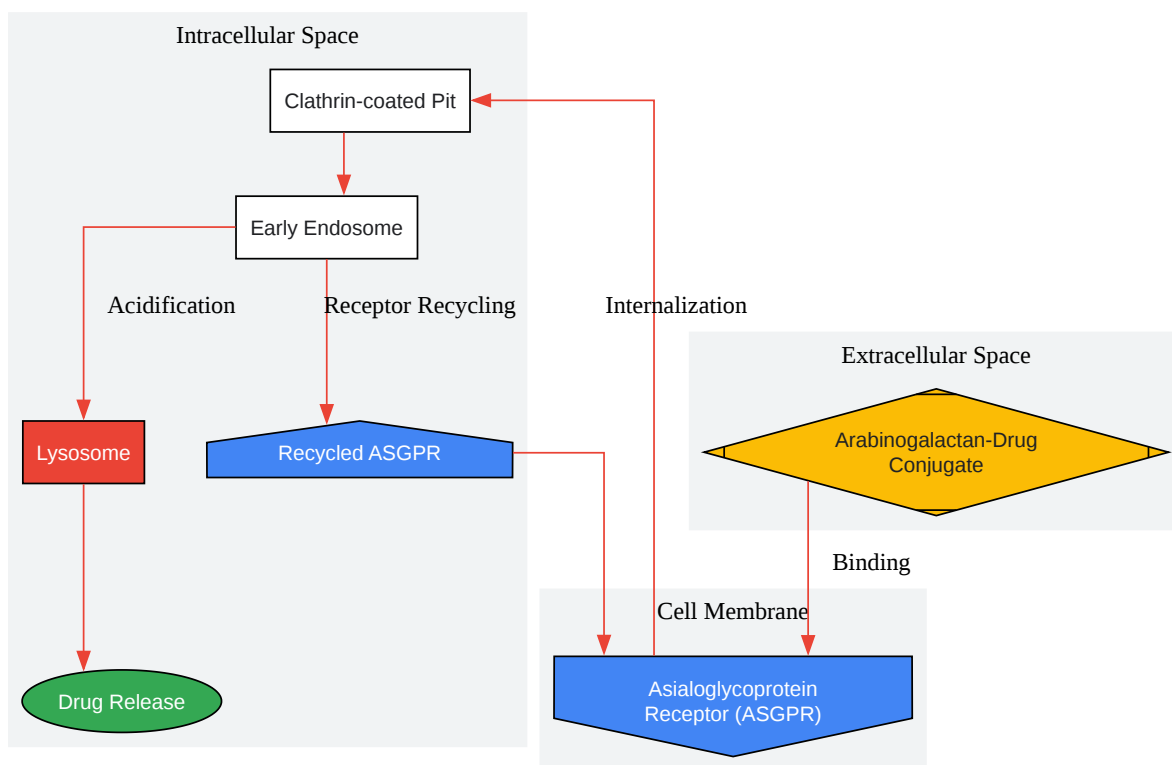 Intracellular Space
Clathrin-coated Pit
Early Endosome
Acidification
Receptor Recycling
Internalization
Extracellular Space
Lysosome
Recycled ASGPR
Arabinogalactan-Drug
Conjugate
Binding
Cell Membrane
Drug Release
Asialoglycoprotein
Receptor (ASGPR)